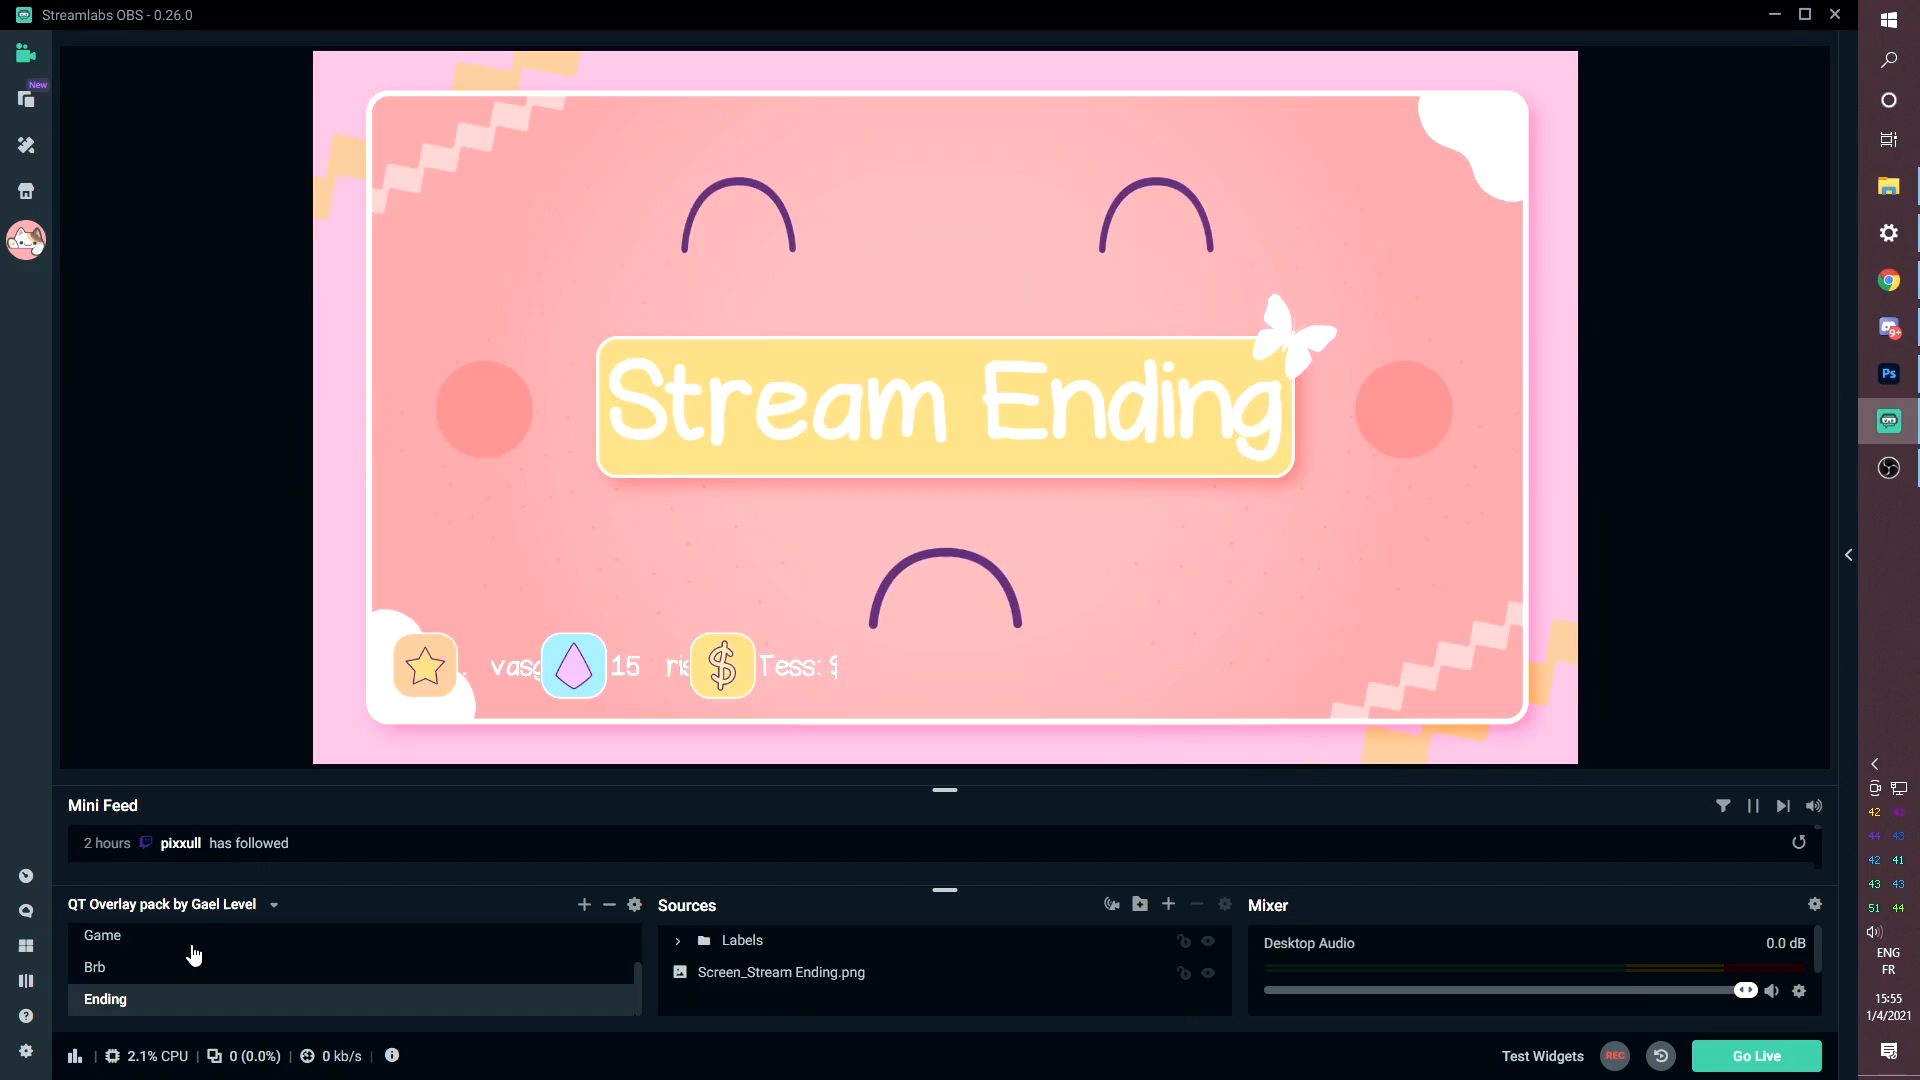 Streamlabs OBS - 0.26.0
New
Stream Ending
vasg
15
ris
Tess: $
Mini Feed
2 hours pixxull has followed
QT Overlay pack by Gael Level
Game
Brb
Ending
Sources
Labels
Screen_Stream Ending.png
Mixer
Desktop Audio
0.0 dB
2.1% CPU
0 (0.0%)
0 kb/s
Test Widgets
REC
Go Live
9+
Ps
42 42
44 43
42 41
43 43
51 44
ENG
FR
15:55
1/4/2021